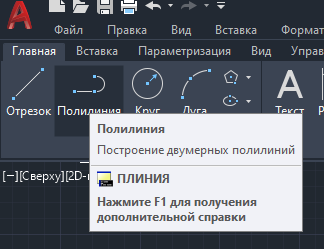 Файл Правка Вид Вставка Формат
Главная Вставка Параметризация Вид Управ
Отрезок Полилиния Круг Дуга Текст
Полилиния
Построение двумерных полилиний
ПЛИНИЯ
Нажмите F1 для получения
дополнительной справки
[−][Сверху][2D-